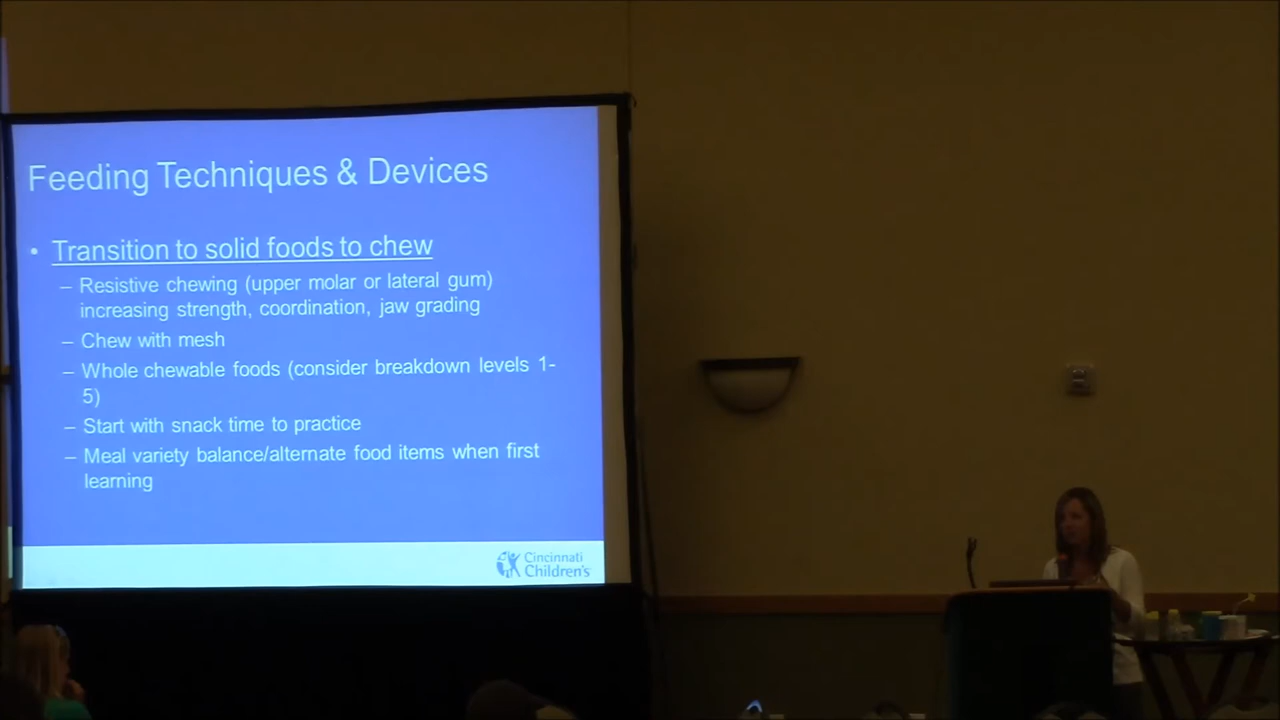 Feeding Techniques & Devices
• Transition to solid foods to chew
– Resistive chewing (upper molar or lateral gum)
increasing strength, coordination, jaw grading
– Chew with mesh
– Whole chewable foods (consider breakdown levels 1-
5)
– Start with snack time to practice
– Meal variety balance/alternate food items when first
learning
Cincinnati
Children's